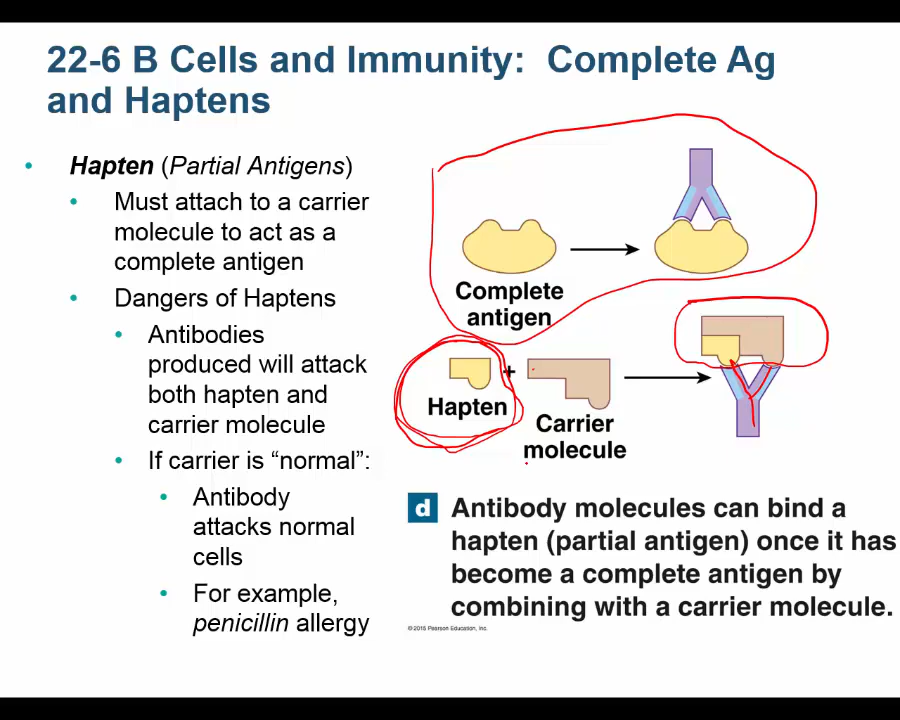 22-6 B Cells and Immunity: Complete Ag
and Haptens
• Hapten (Partial Antigens)
• Must attach to a carrier
molecule to act as a
complete antigen
• Dangers of Haptens
• Antibodies
produced will attack
both hapten and
carrier molecule
• If carrier is “normal”:
• Antibody
attacks normal
cells
• For example,
penicillin allergy
Complete
antigen
Hapten
+
Carrier
molecule
d Antibody molecules can bind a
hapten (partial antigen) once it has
become a complete antigen by
combining with a carrier molecule.
© 2015 Pearson Education, Inc.